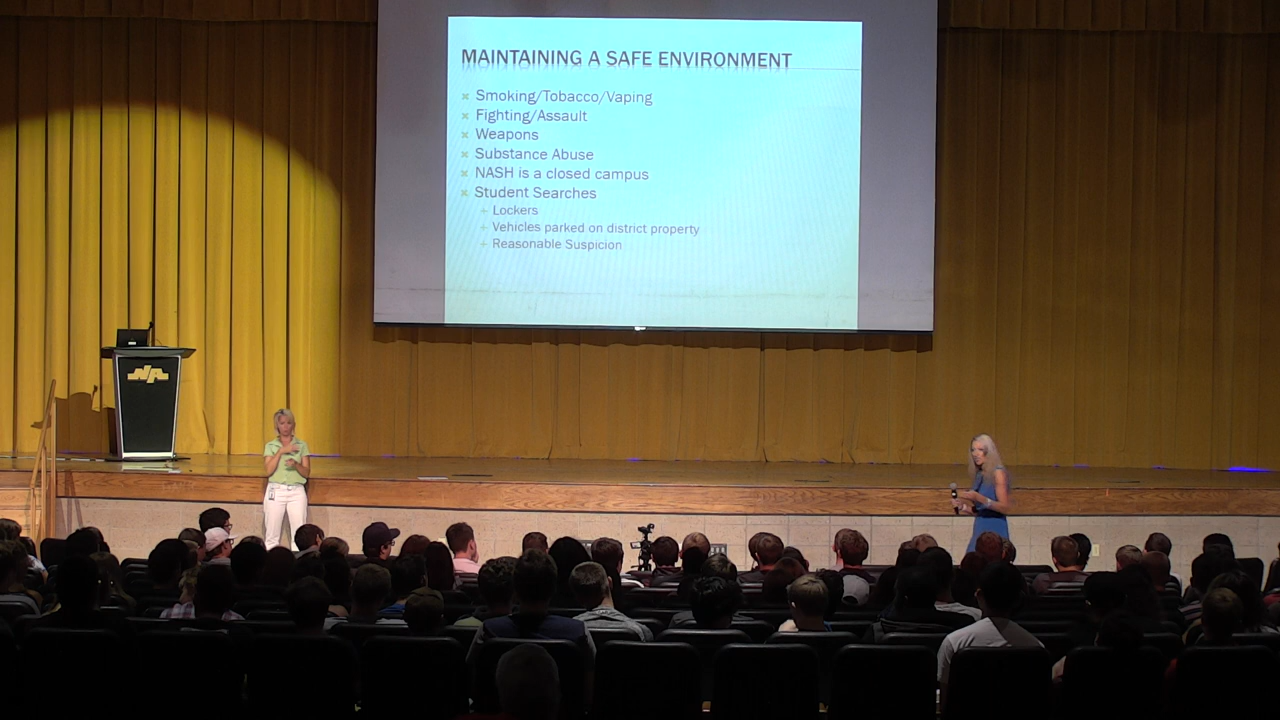 MAINTAINING A SAFE ENVIRONMENT
Smoking/Tobacco/Vaping
Fighting/Assault
Weapons
Substance Abuse
NASH is a closed campus
Student Searches
Lockers
Vehicles parked on district property
Reasonable Suspicion
NA